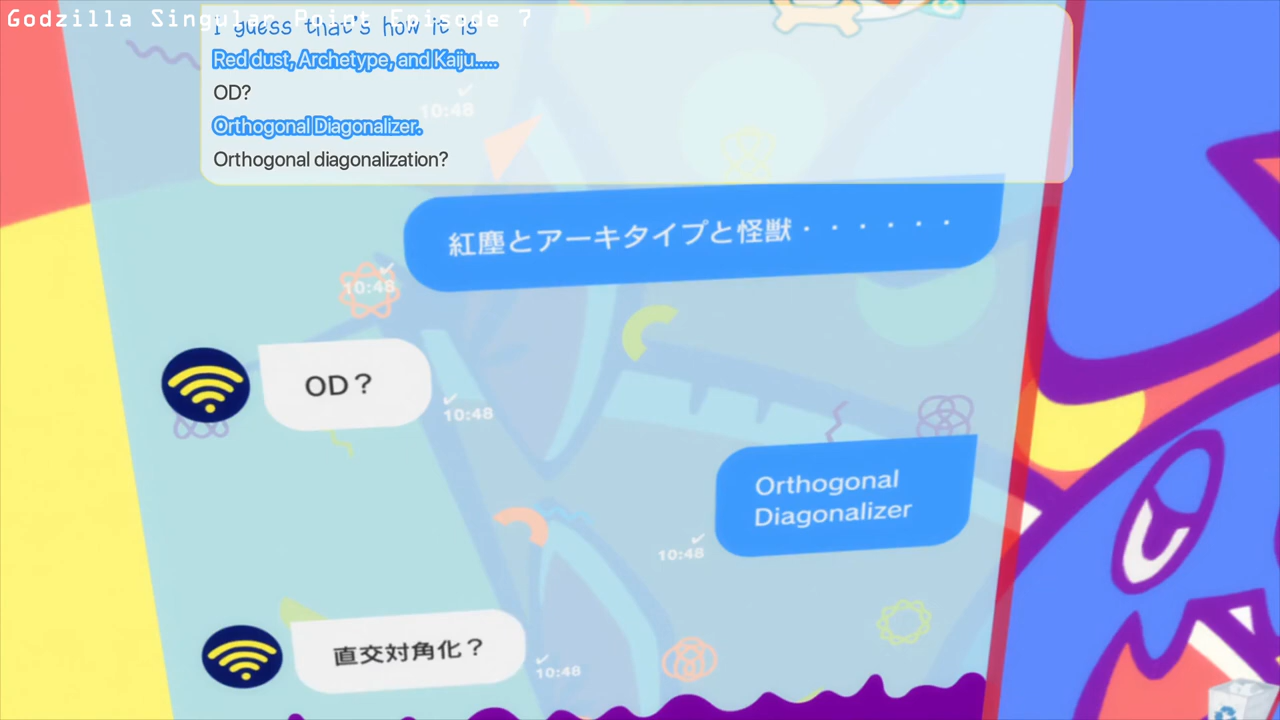 Godzilla Singular Point Episode 7
I guess that's how it is
Red dust, Archetype, and Kaiju.....
OD?
10:48
Orthogonal Diagonalizer.
Orthogonal diagonalization?
紅塵とアーキタイプと怪獣・・・・・・
10:48
OD？
10:48
Orthogonal
Diagonalizer
10:48
直交対角化？
10:48